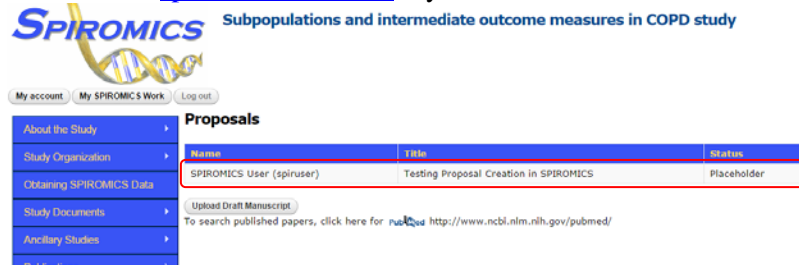 SPIROMICS
Subpopulations and intermediate outcome measures in COPD study
My account My SPIROMICS Work Log out
Proposals
About the Study
Study Organization
Obtaining SPIROMICS Data
Study Documents
Ancillary Studies
Name Title Status
SPIROMICS User (spiruser) Testing Proposal Creation in SPIROMICS Placeholder
Upload Draft Manuscript
To search published papers, click here for PubMed http://www.ncbi.nlm.nih.gov/pubmed/